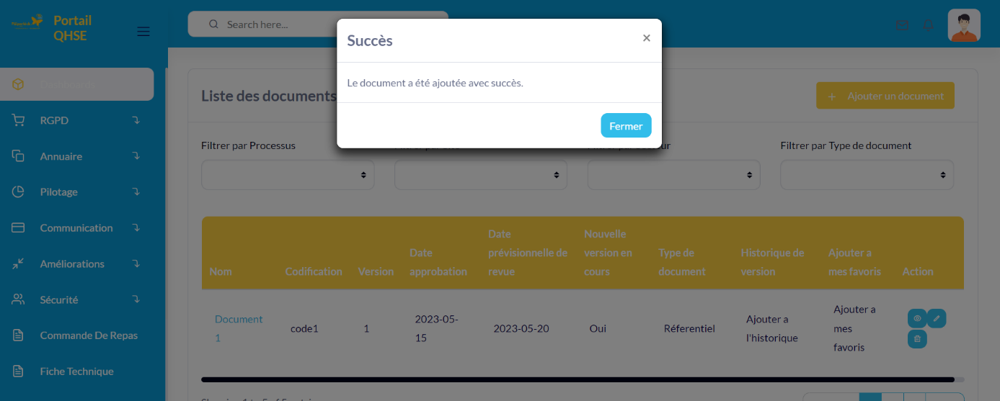 Portail
QHSE
Search here...
Succès
×
Le document a été ajoutée avec succès.
Fermer
Dashboards
RGPD
Annuaire
Pilotage
Communication
Améliorations
Sécurité
Commande De Repas
Fiche Technique
Liste des documents
+ Ajouter un document
Filtrer par Processus
Filtrer par Type de document
Nom
Codification
Version
Date
approbation
Date
prévisionnelle de
revue
Nouvelle
version en
cours
Type de
document
Historique de
version
Ajouter a
mes favoris
Action
Document
1
code1
1
2023-05-
15
2023-05-20
Oui
Réferentiel
Ajouter a
l'historique
Ajouter a
mes
favoris